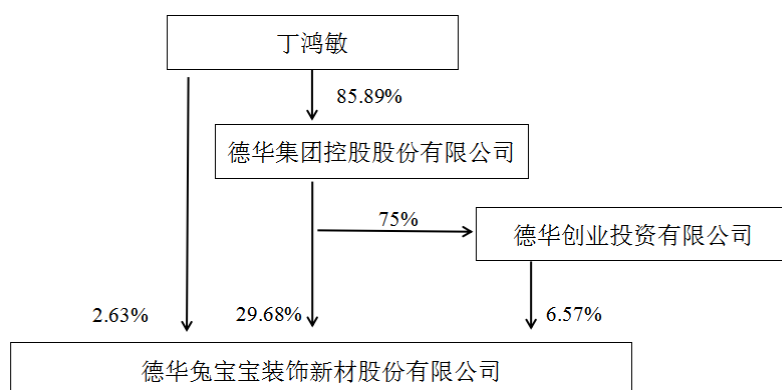 丁鸿敏
85.89%
德华集团控股股份有限公司
75%
德华创业投资有限公司
2.63%
29.68%
6.57%
德华兔宝宝装饰新材股份有限公司